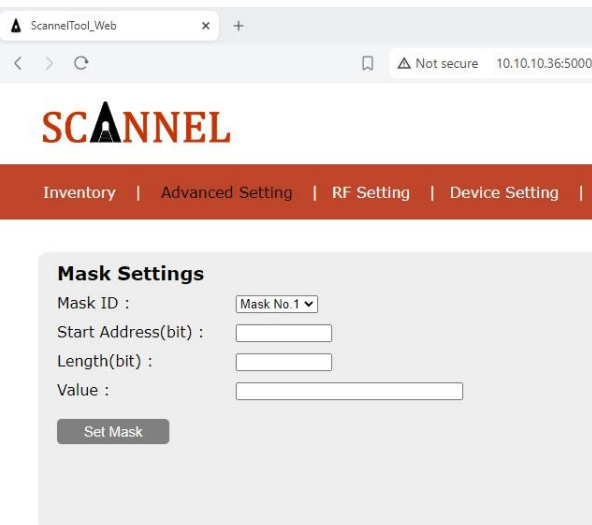 ScannelTool_Web
Not secure 10.10.10.36:5000
SCANNEL
Inventory | Advanced Setting | RF Setting | Device Setting |
Mask Settings
Mask ID : Mask No.1
Start Address(bit) :
Length(bit) :
Value :
Set Mask